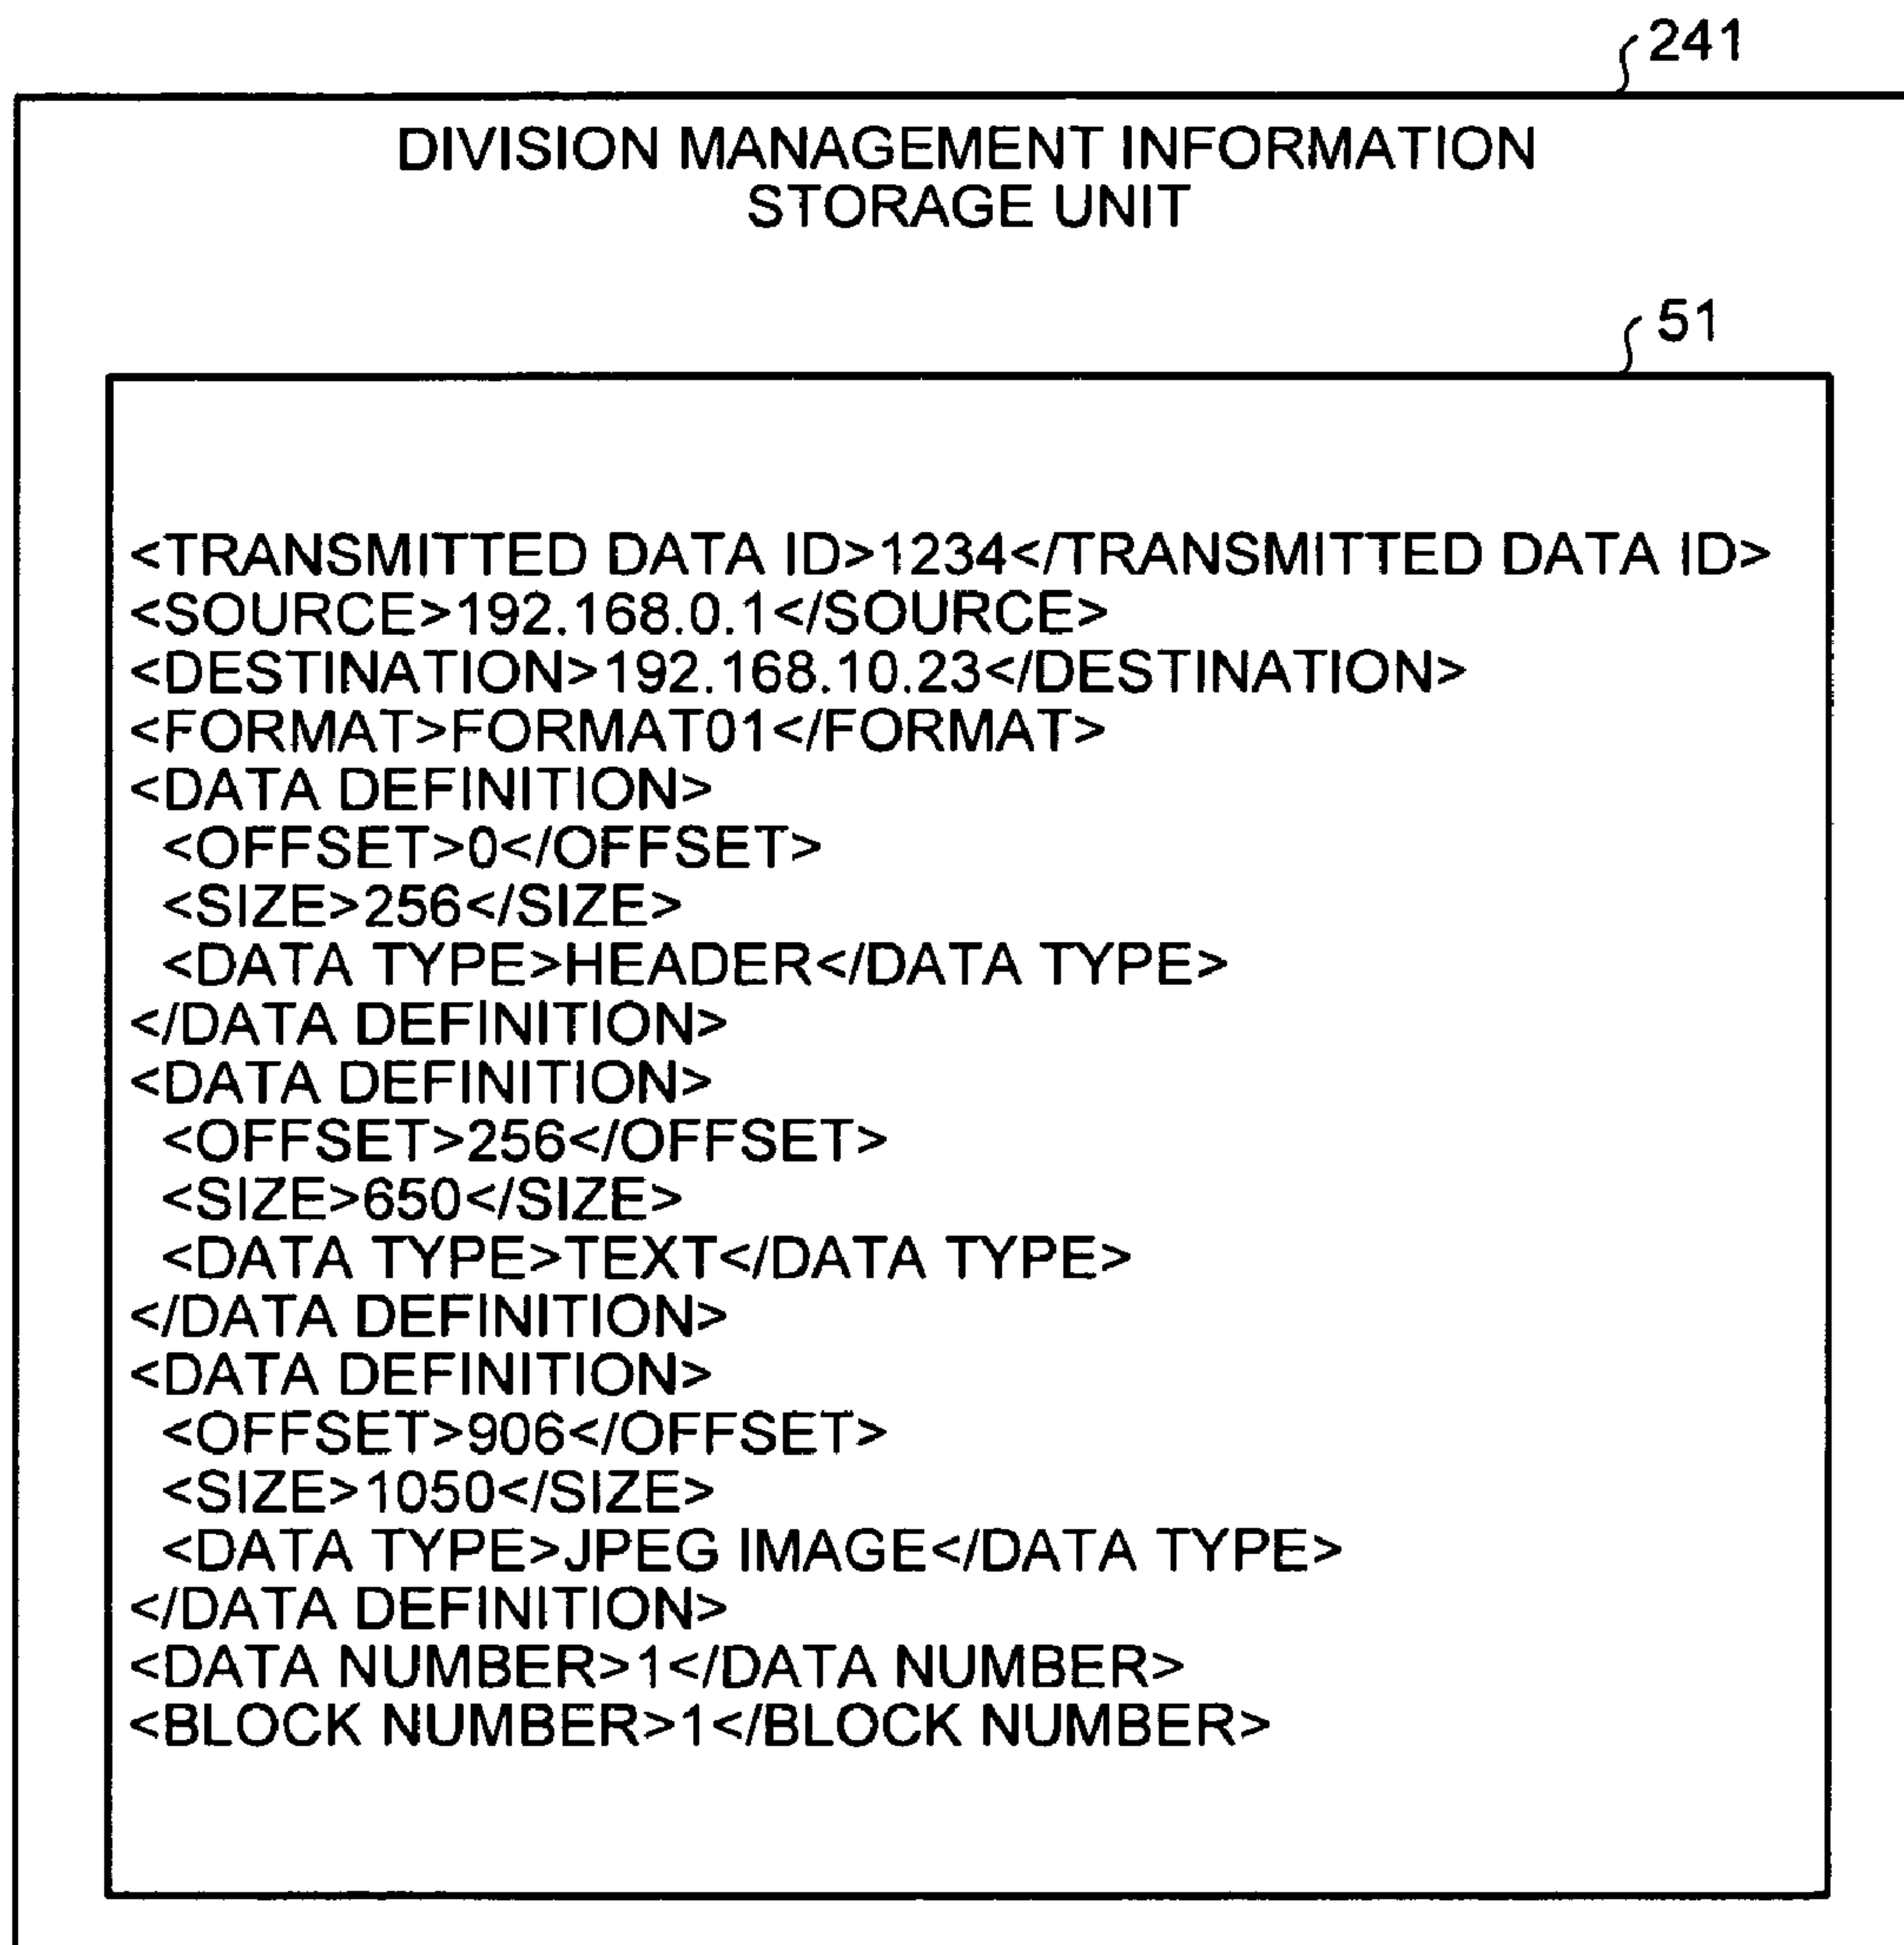 241
DIVISION MANAGEMENT INFORMATION
STORAGE UNIT
51
<TRANSMITTED DATA ID>1234</TRANSMITTED DATA ID>
<SOURCE>192.168.0.1</SOURCE>
<DESTINATION>192.168.10.23</DESTINATION>
<FORMAT>FORMAT01</FORMAT>
<DATA DEFINITION>
<OFFSET>0</OFFSET>
<SIZE>256</SIZE>
<DATA TYPE>HEADER</DATA TYPE>
</DATA DEFINITION>
<DATA DEFINITION>
<OFFSET>256</OFFSET>
<SIZE>650</SIZE>
<DATA TYPE>TEXT</DATA TYPE>
</DATA DEFINITION>
<DATA DEFINITION>
<OFFSET>906</OFFSET>
<SIZE>1050</SIZE>
<DATA TYPE>JPEG IMAGE</DATA TYPE>
</DATA DEFINITION>
<DATA NUMBER>1</DATA NUMBER>
<BLOCK NUMBER>1</BLOCK NUMBER>